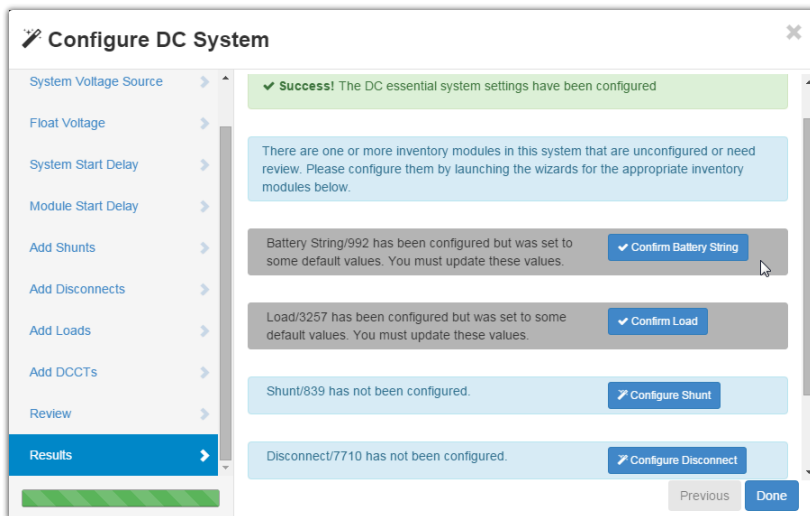 Configure DC System
System Voltage Source
Float Voltage
System Start Delay
Module Start Delay
Add Shunts
Add Disconnects
Add Loads
Add DCCTs
Review
Results
Success! The DC essential system settings have been configured
There are one or more inventory modules in this system that are unconfigured or need
review. Please configure them by launching the wizards for the appropriate inventory
modules below.
Battery String/992 has been configured but was set to
some default values. You must update these values.
Confirm Battery String
Load/3257 has been configured but was set to some
default values. You must update these values.
Confirm Load
Shunt/839 has not been configured.
Configure Shunt
Disconnect/7710 has not been configured.
Configure Disconnect
Previous
Done